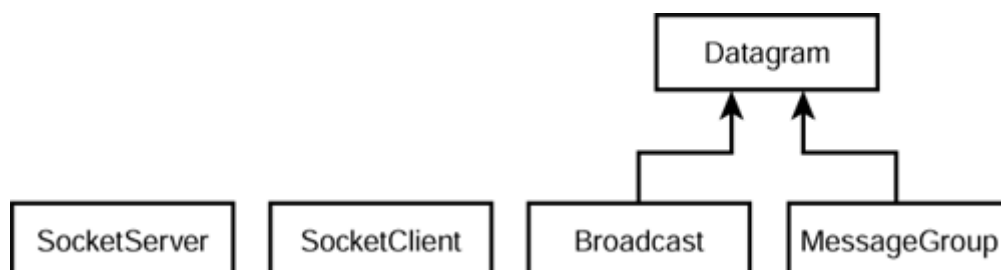 Datagram
SocketServer
SocketClient
Broadcast
MessageGroup